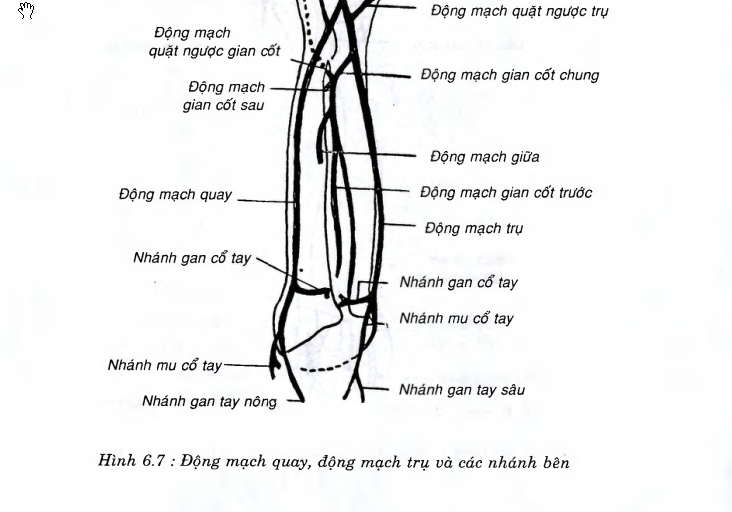 Động mạch quặt ngược trụ
Động mạch
quặt ngược gian cốt
Động mạch gian cốt chung
Động mạch
gian cốt sau
Động mạch giữa
Động mạch quay
Động mạch gian cốt trước
Động mạch trụ
Nhánh gan cổ tay
Nhánh gan cổ tay
Nhánh mu cổ tay
Nhánh mu cổ tay
Nhánh gan tay sâu
Nhánh gan tay nông
Hình 6.7 : Động mạch quay, động mạch trụ và các nhánh bên